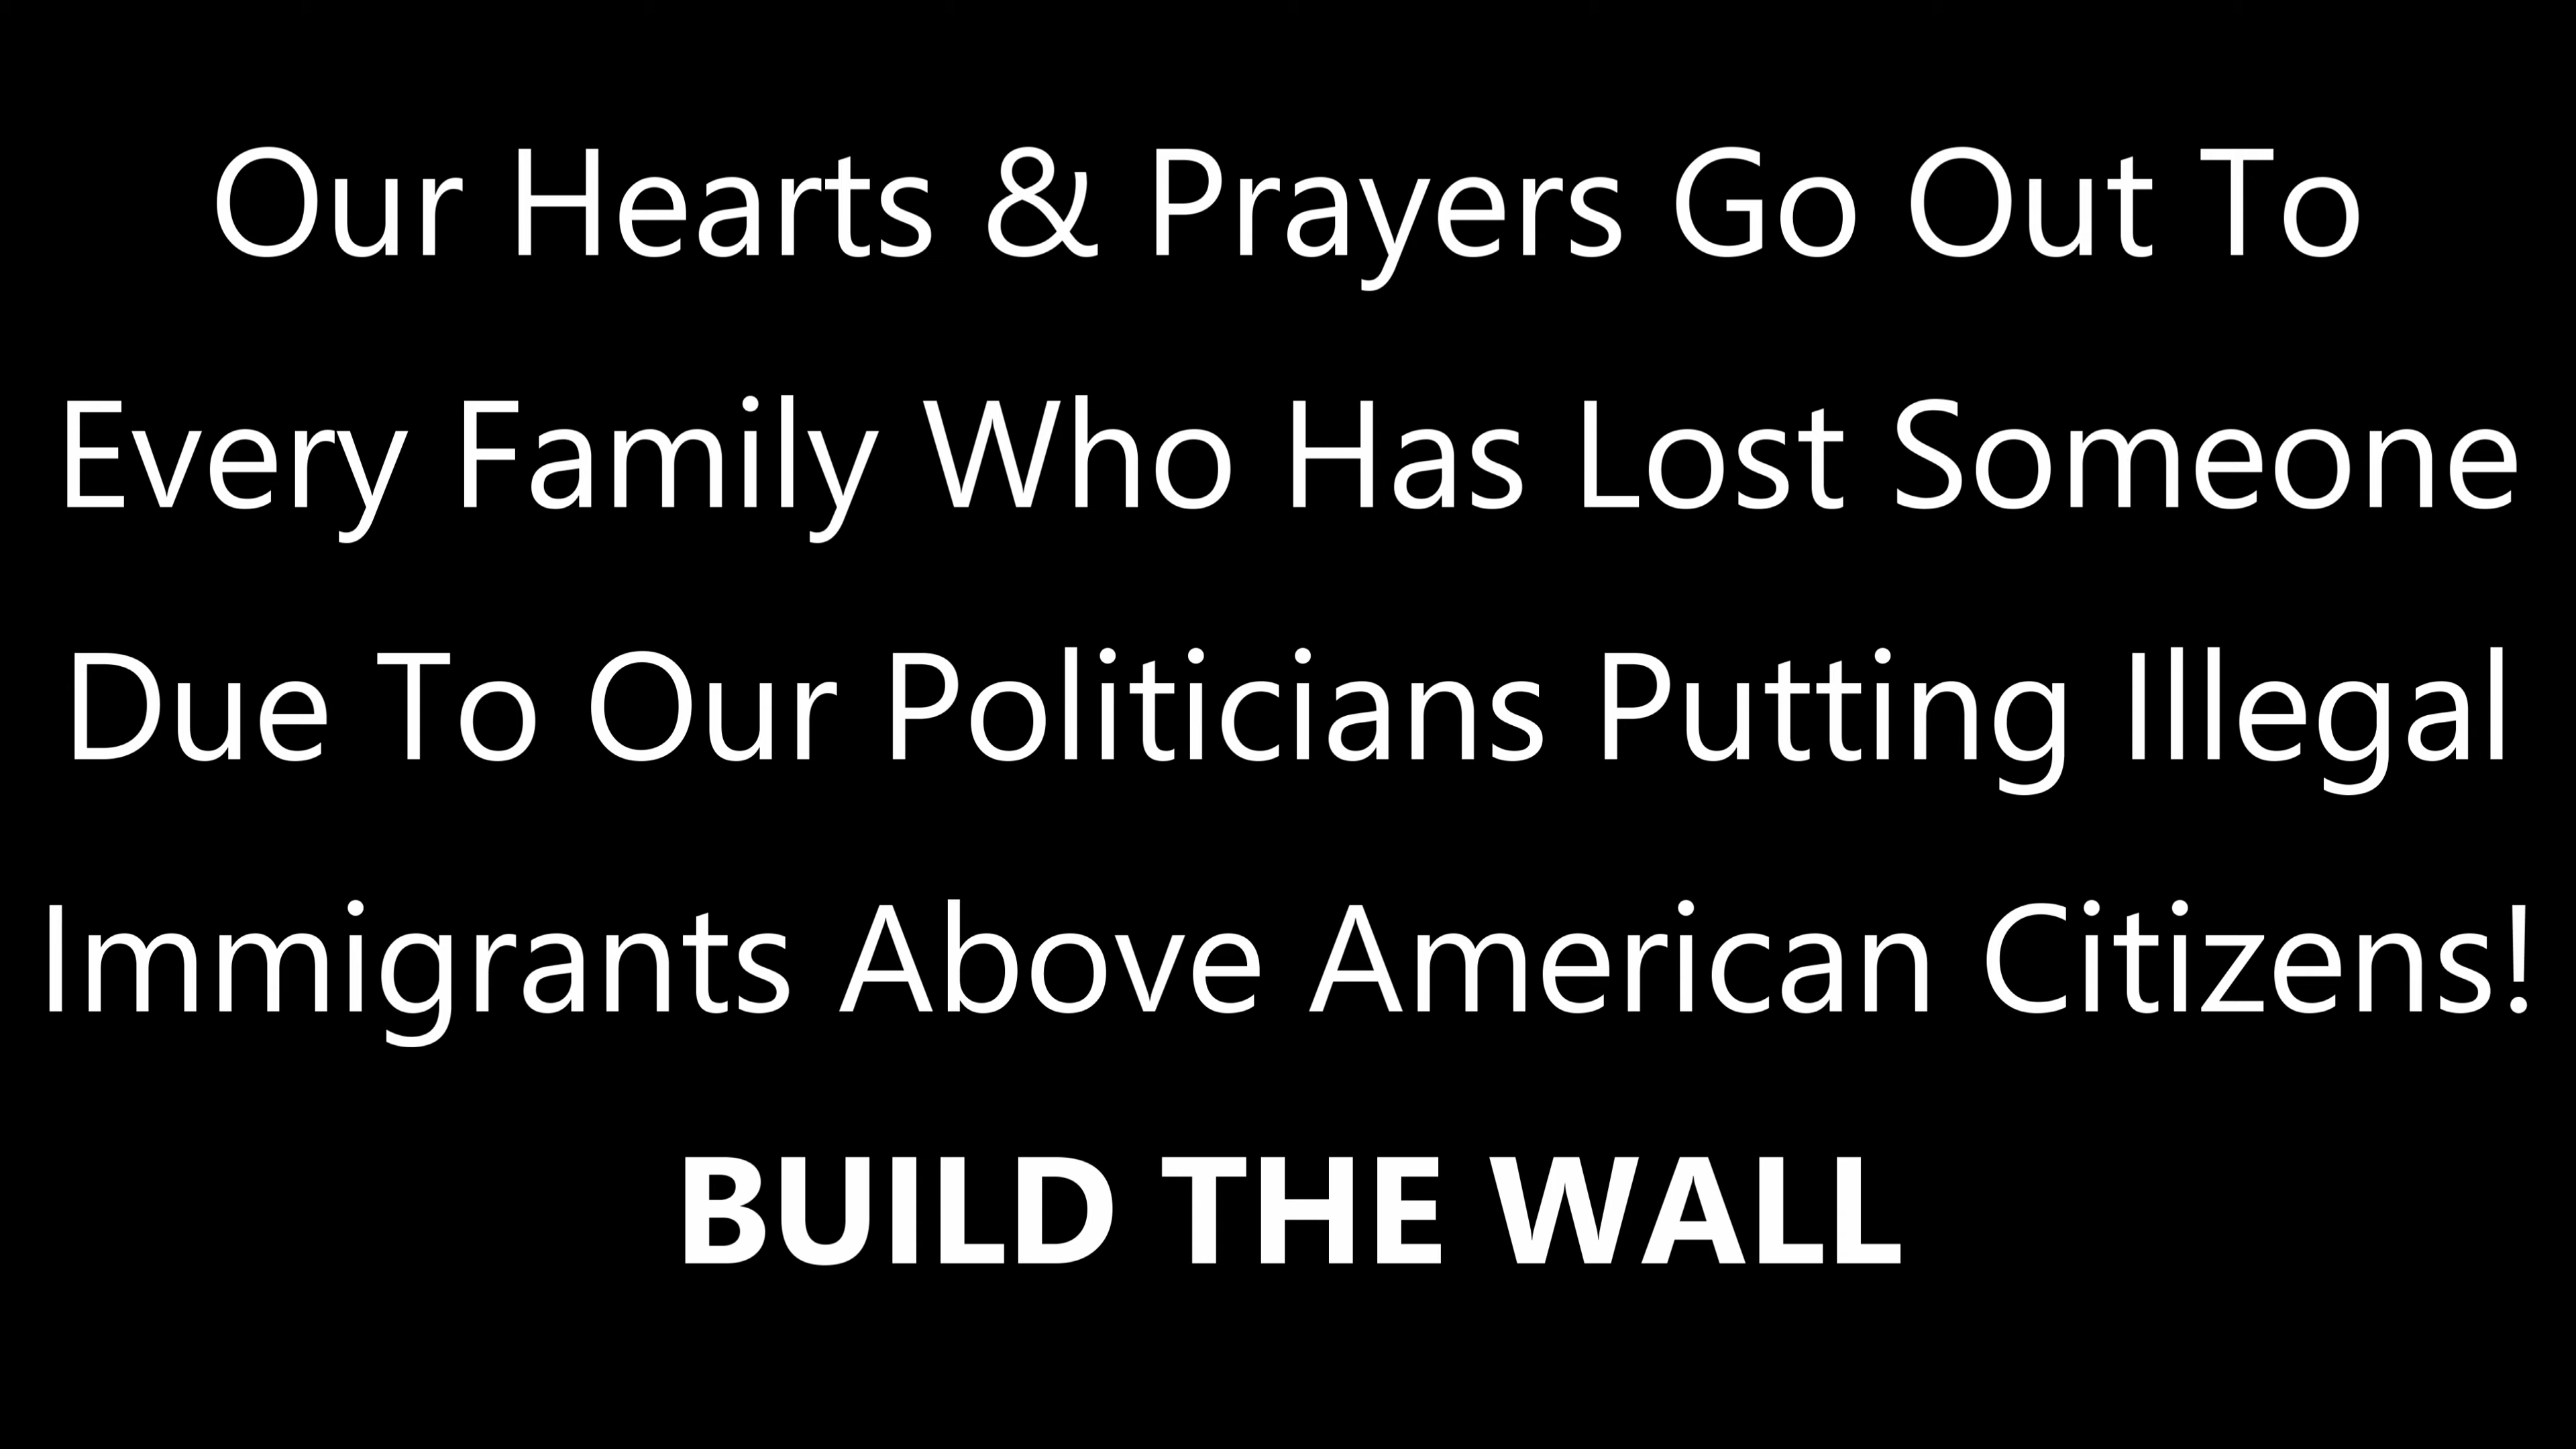 Our Hearts & Prayers Go Out To
Every Family Who Has Lost Someone
Due To Our Politicians Putting Illegal
Immigrants Above American Citizens!
BUILD THE WALL